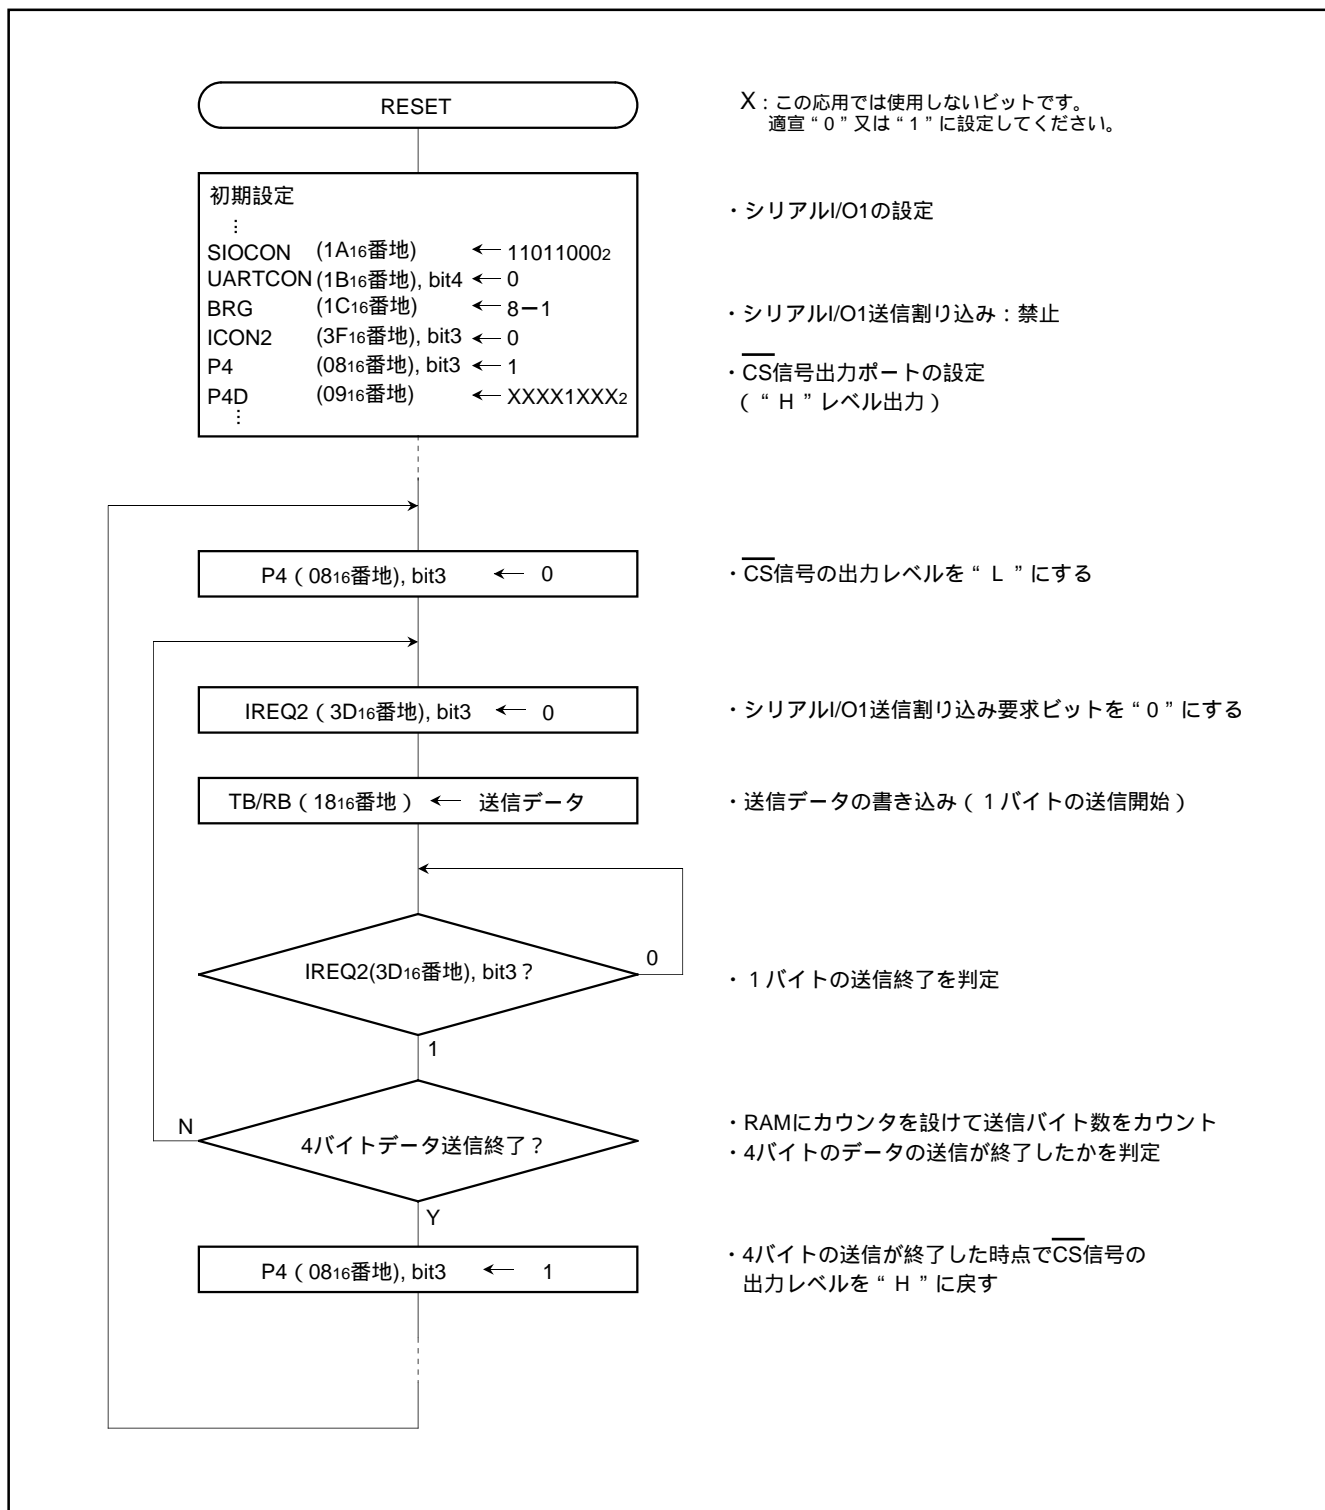 RESET
X：この応用では使用しないビットです。
適宣“０”又は“１”に設定してください。
初期設定
⋮
SIOCON (1A16番地) ← 110110002
UARTCON (1B16番地), bit4 ← 0
BRG (1C16番地) ← 8－1
ICON2 (3F16番地), bit3 ← 0
P4 (0816番地), bit3 ← 1
P4D (0916番地) ← XXXX1XXX2
⋮
・シリアルI/O1の設定
・シリアルI/O1送信割り込み：禁止
・CS信号出力ポートの設定
（“Ｈ”レベル出力）
P4（0816番地), bit3 ← 0
・CS信号の出力レベルを“Ｌ”にする
IREQ2（3D16番地), bit3 ← 0
・シリアルI/O1送信割り込み要求ビットを“０”にする
TB/RB（1816番地） ← 送信データ
・送信データの書き込み（１バイトの送信開始）
IREQ2(3D16番地), bit3？
0
・１バイトの送信終了を判定
1
4バイトデータ送信終了？
N
・RAMにカウンタを設けて送信バイト数をカウント
・4バイトのデータの送信が終了したかを判定
Y
P4（0816番地), bit3 ← 1
・4バイトの送信が終了した時点でCS信号の
出力レベルを“Ｈ”に戻す